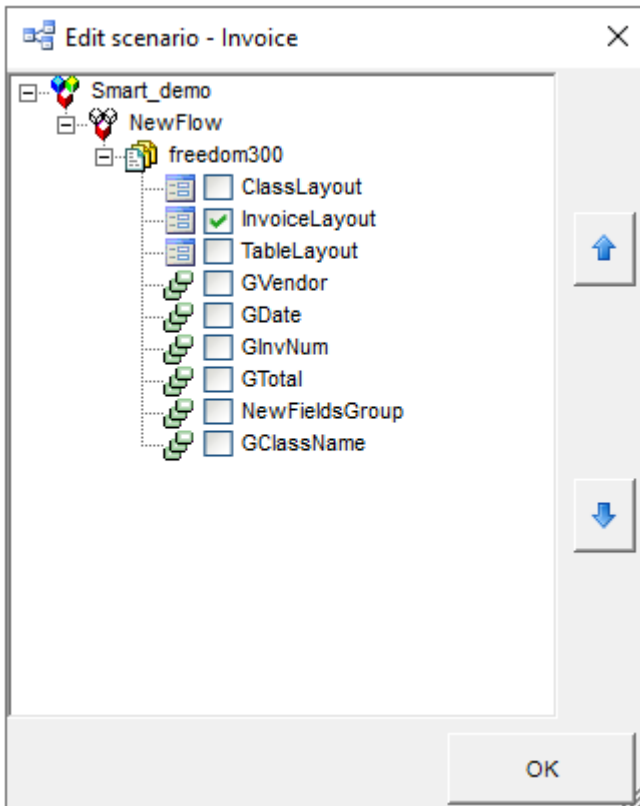 Edit scenario - Invoice
Smart_demo
NewFlow
freedom300
ClassLayout
InvoiceLayout
TableLayout
GVendor
GDate
GInvNum
GTotal
NewFieldsGroup
GClassName
OK